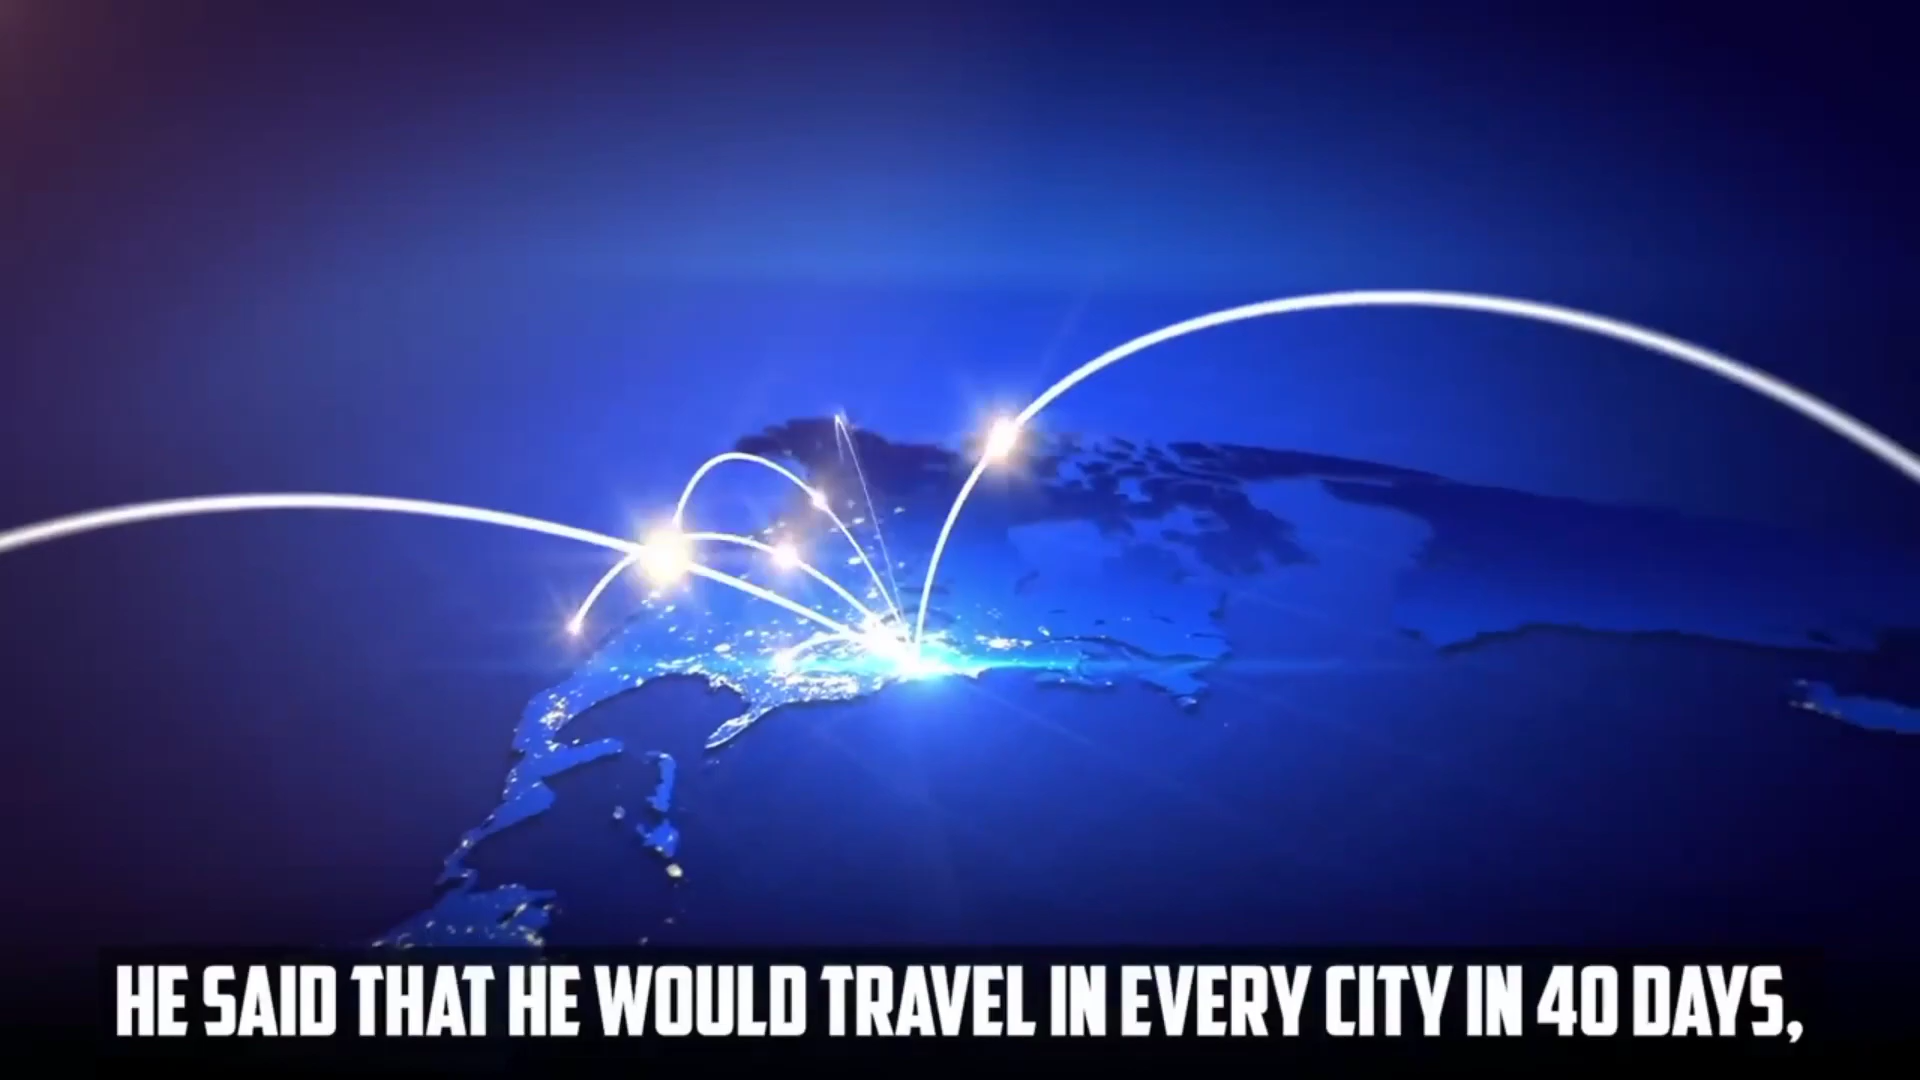 HE SAID THAT HE WOULD TRAVEL IN EVERY CITY IN 40 DAYS,